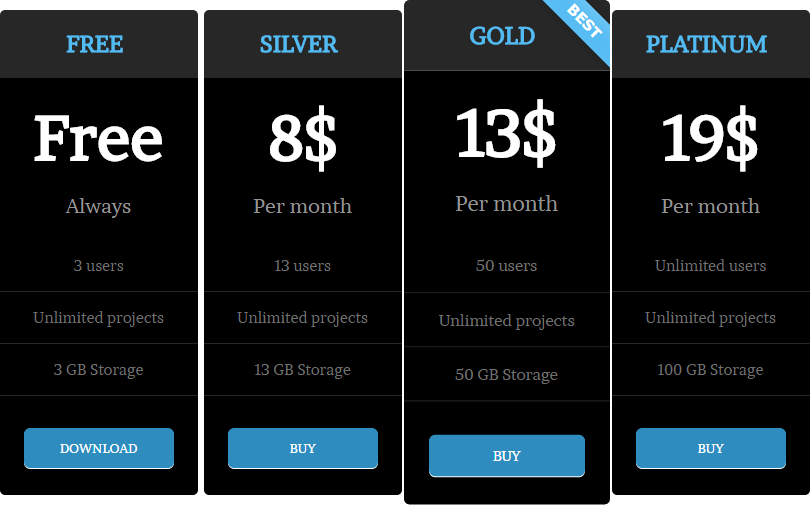 FREE
Free
Always
3 users
Unlimited projects
3 GB Storage
DOWNLOAD
SILVER
8$
Per month
13 users
Unlimited projects
13 GB Storage
BUY
GOLD
BEST
13$
Per month
50 users
Unlimited projects
50 GB Storage
BUY
PLATINUM
19$
Per month
Unlimited users
Unlimited projects
100 GB Storage
BUY